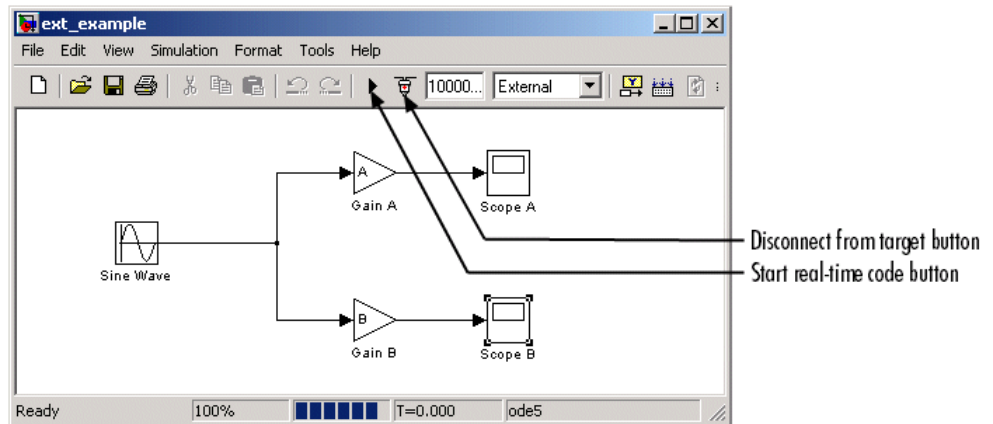 ext_example
File Edit View Simulation Format Tools Help
10000... External
A
Gain A
Scope A
Sine Wave
B
Gain B
Scope B
Disconnect from target button
Start real-time code button
Ready 100% T=0.000 ode5